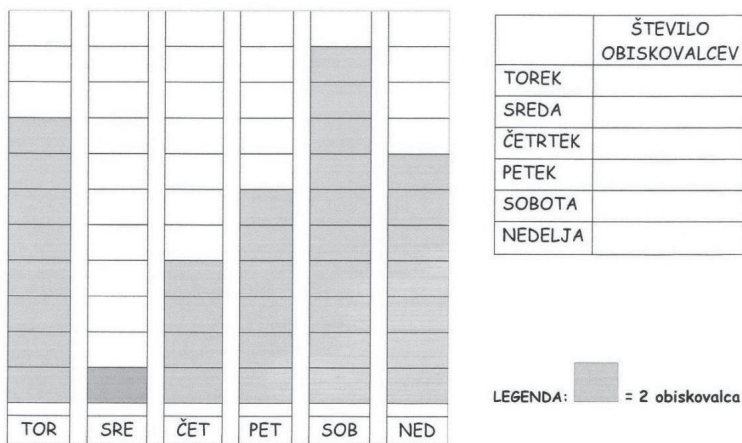 TOR SRE ČET PET SOB NED
ŠTEVILO
OBISKOVALCEV
TOREK
SREDA
ČETRTEK
PETEK
SOBOTA
NEDELJA
LEGENDA: = 2 obiskovalca